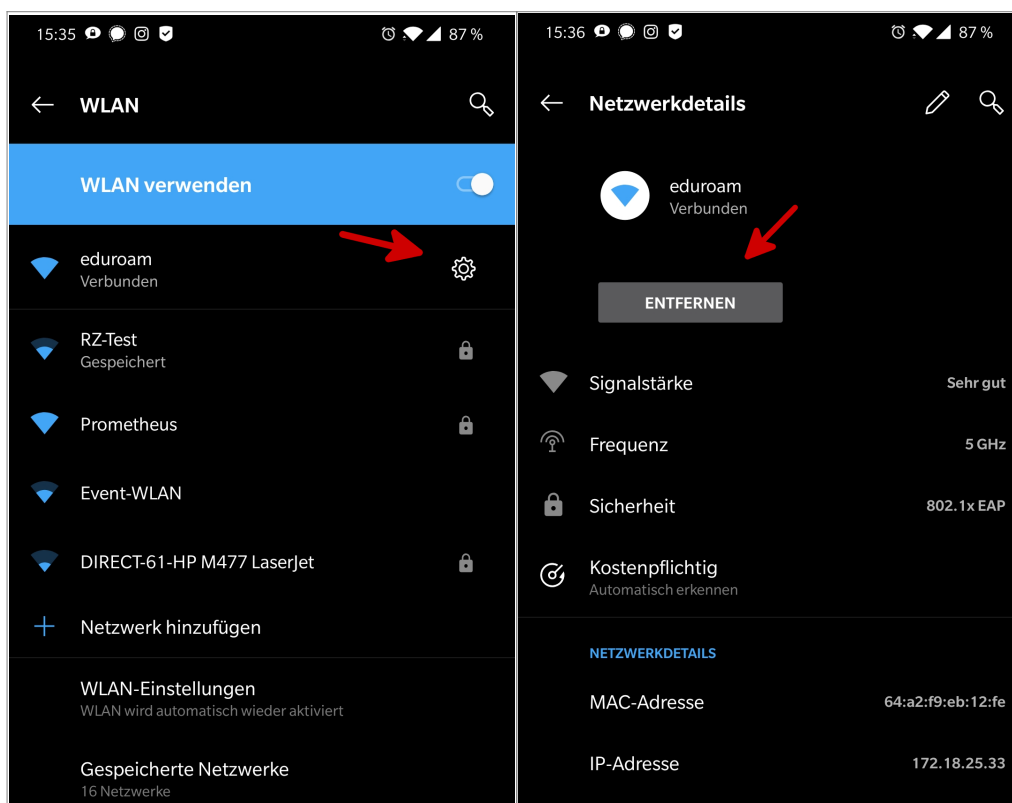 15:35 87 %
WLAN
WLAN verwenden
eduroam
Verbunden
RZ-Test
Gespeichert
Prometheus
Event-WLAN
DIRECT-61-HP M477 LaserJet
Netzwerk hinzufügen
WLAN-Einstellungen
WLAN wird automatisch wieder aktiviert
Gespeicherte Netzwerke
16 Netzwerke
15:36 87 %
Netzwerkdetails
eduroam
Verbunden
ENTFERNEN
Signalstärke Sehr gut
Frequenz 5 GHz
Sicherheit 802.1x EAP
Kostenpflichtig
Automatisch erkennen
NETZWERKDETAILS
MAC-Adresse 64:a2:f9:eb:12:fe
IP-Adresse 172.18.25.33